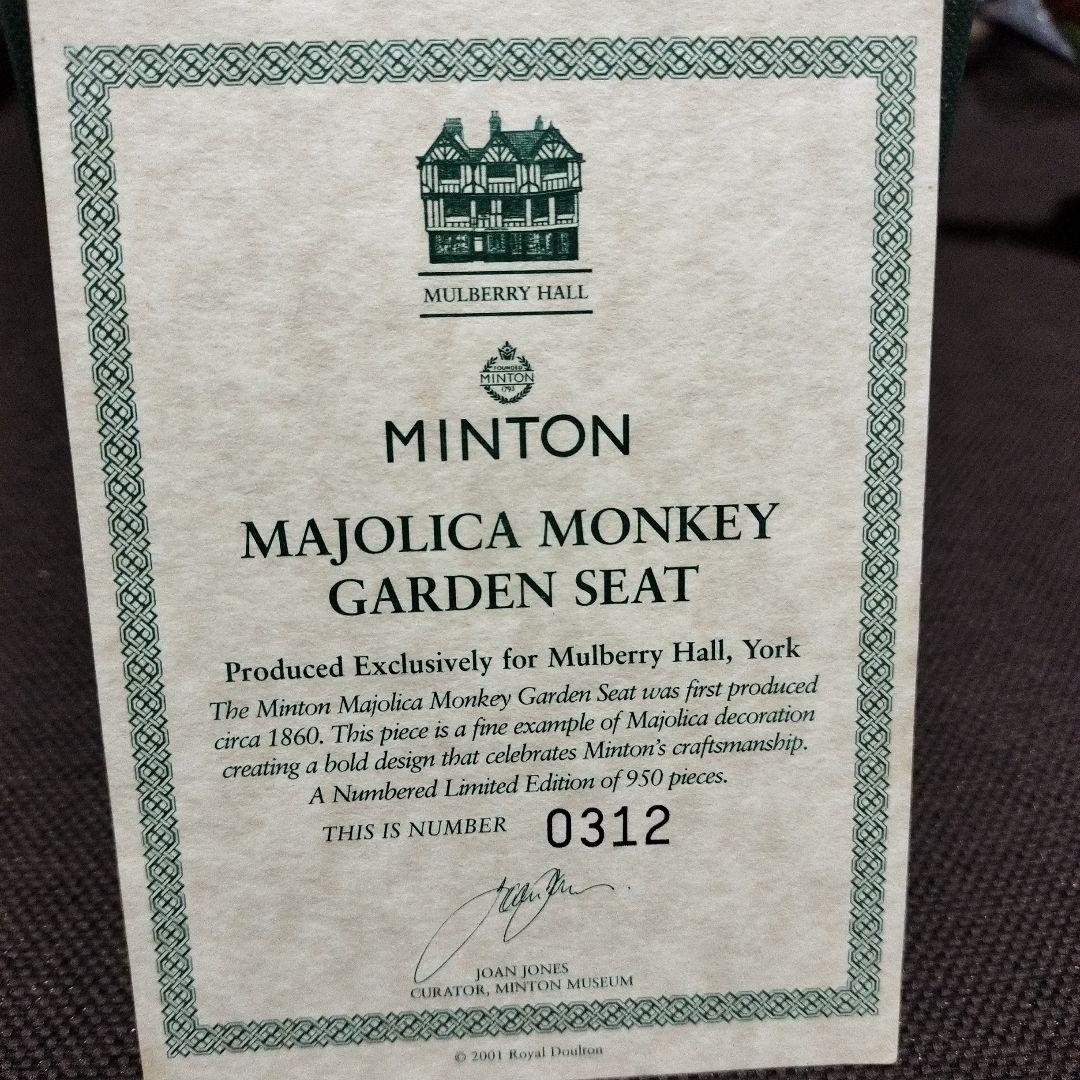 MULBERRY HALL
FOUNDED
MINTON
1793
MINTON
MAJOLICA MONKEY
GARDEN SEAT
Produced Exclusively for Mulberry Hall, York
The Minton Majolica Monkey Garden Seat was first produced
circa 1860. This piece is a fine example of Majolica decoration
creating a bold design that celebrates Minton's craftsmanship.
A Numbered Limited Edition of 950 pieces.
THIS IS NUMBER 0312
JOAN JONES
CURATOR, MINTON MUSEUM
© 2001 Royal Doulton